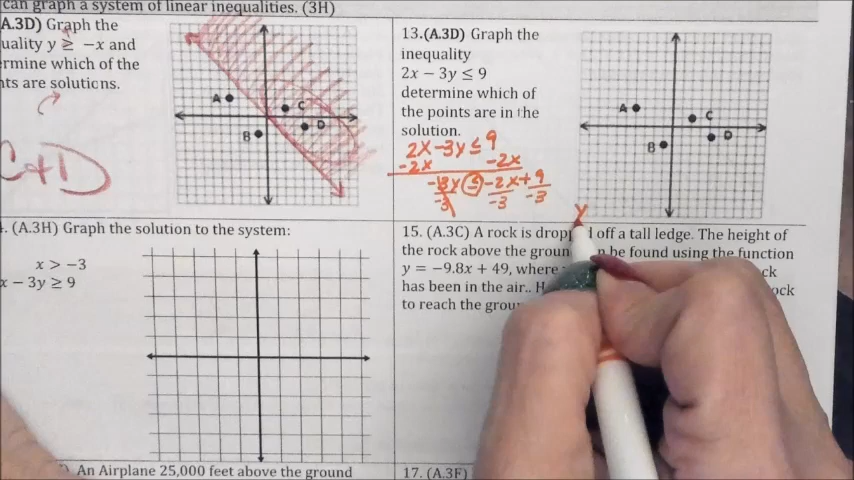 can graph a system of linear inequalities. (3H)
A.3D) Graph the
uality y ≥ −x and
rmine which of the
nts are solutions.
C+D
A
B
C
D
13.(A.3D) Graph the
inequality
2x − 3y ≤ 9
determine which of
the points are in the
solution.
2x-3y≤9
-2x -2x
-3y ≤ -2x+9
-3 -3 -3
y
A
B
C
D
. (A.3H) Graph the solution to the system:
x > −3
x − 3y ≥ 9
15. (A.3C) A rock is dropped off a tall ledge. The height of
the rock above the groun n be found using the function
y = −9.8x + 49, where ck
has been in the air.. H ock
to reach the grou
An Airplane 25,000 feet above the ground
17. (A.3F)